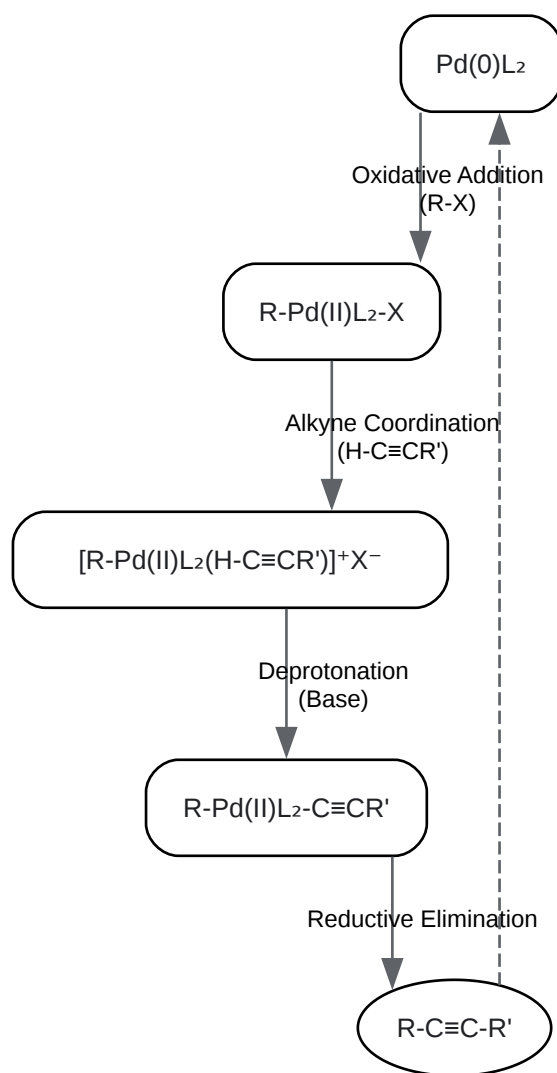 Pd(0)L₂
Oxidative Addition
(R-X)
R-Pd(II)L₂-X
Alkyne Coordination
(H-C≡CR')
[R-Pd(II)L₂(H-C≡CR')]⁺X⁻
Deprotonation
(Base)
R-Pd(II)L₂-C≡CR'
Reductive Elimination
R-C≡C-R'